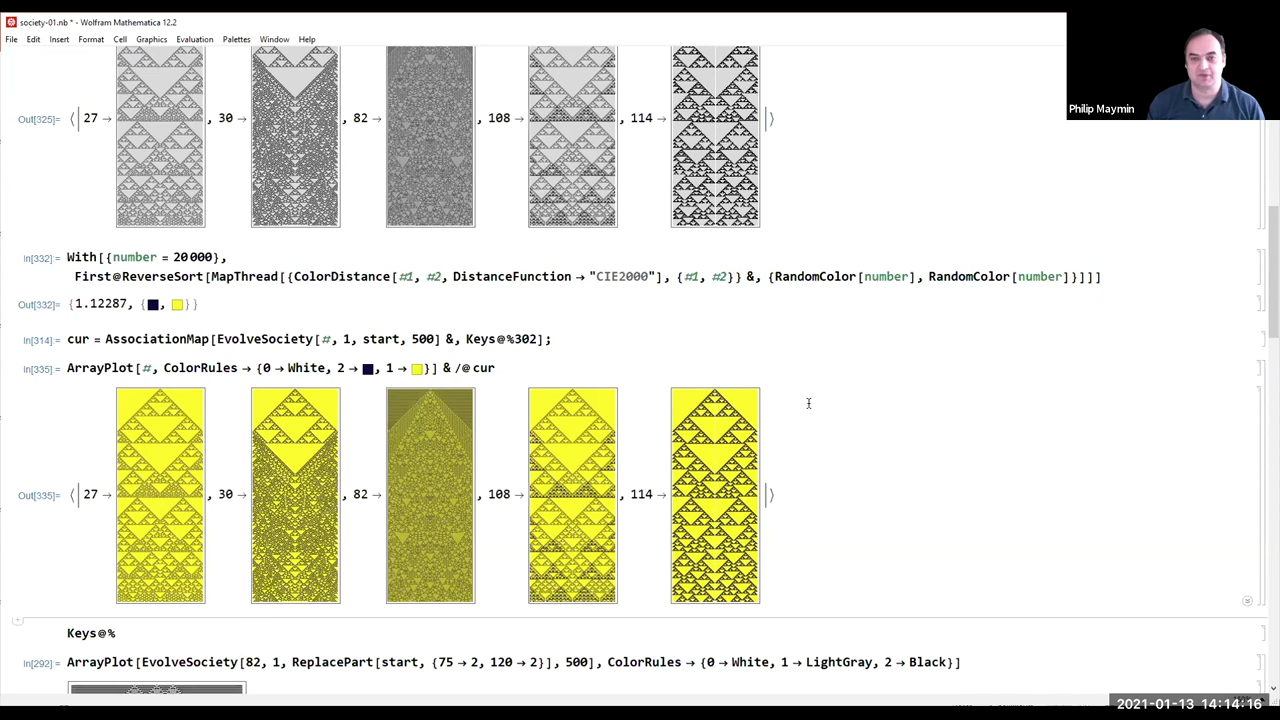 society-01.nb * - Wolfram Mathematica 12.2
File Edit Insert Format Cell Graphics Evaluation Palettes Window Help
Philip Maymin
Out[325]= ⟨| 27 → , 30 → , 82 → , 108 → , 114 → |⟩
In[332]:= With[{number = 20000},
First@ReverseSort[MapThread[{ColorDistance[#1, #2, DistanceFunction → "CIE2000"], {#1, #2}} &, {RandomColor[number], RandomColor[number]}]]]
Out[332]= {1.12287, { , }}
In[314]:= cur = AssociationMap[EvolveSociety[#, 1, start, 500] &, Keys@%302];
In[335]:= ArrayPlot[#, ColorRules → {0 → White, 2 → , 1 → }] & /@ cur
Out[335]= ⟨| 27 → , 30 → , 82 → , 108 → , 114 → |⟩
Keys@%
In[292]:= ArrayPlot[EvolveSociety[82, 1, ReplacePart[start, {75 → 2, 120 → 2}], 500], ColorRules → {0 → White, 1 → LightGray, 2 → Black}]
2021-01-13 14:14:16